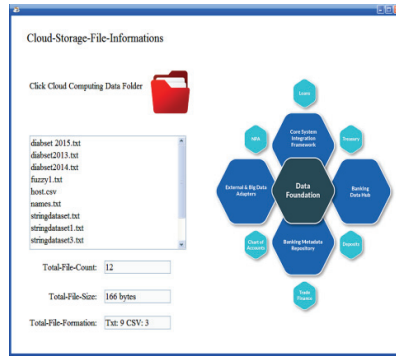 Cloud-Storage-File-Informations
Click Cloud Computing Data Folder
diabset 2015.txt
diabset2013.txt
diabset2014.txt
fuzzy1.txt
host.csv
names.txt
stringdataset.txt
stringdataset1.txt
stringdataset3.txt
Total-File-Count: 12
Total-File-Size: 166 bytes
Total-File-Formation: Txt: 9 CSV: 3
Loans
NPA
Core System
Integration
Framework
Treasury
External & Big Data
Adapters
Data
Foundation
Banking
Data Hub
Chart of
Accounts
Banking Metadata
Repository
Deposits
Trade
Finance